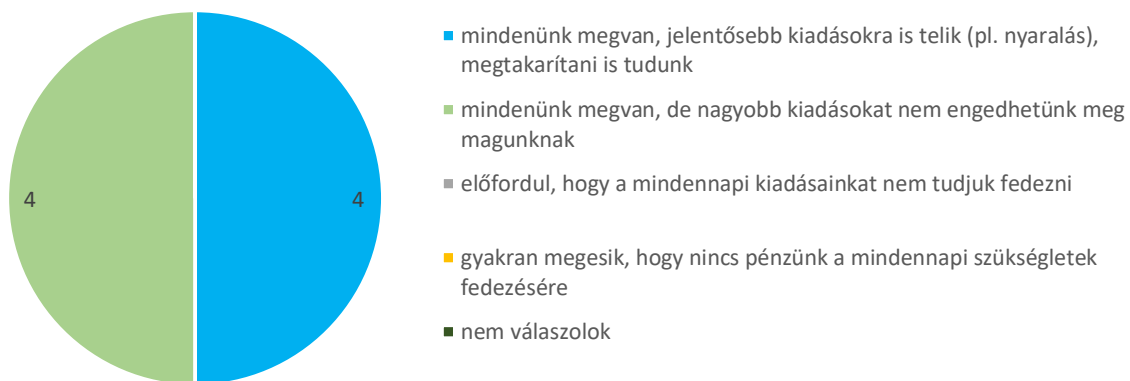 mindenünk megvan, jelentősebb kiadásokra is telik (pl. nyaralás),
megtakarítani is tudunk
mindenünk megvan, de nagyobb kiadásokat nem engedhetünk meg
magunknak
4
4
előfordul, hogy a mindennapi kiadásainkat nem tudjuk fedezni
gyakran megesik, hogy nincs pénzünk a mindennapi szükségletek
fedezésére
nem válaszolok